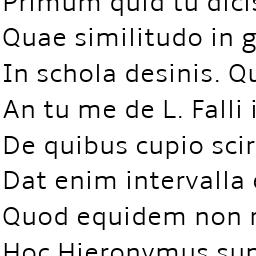 Primum quid tu dicis
Quae similitudo in g
In schola desinis. Qu
An tu me de L. Falli i
De quibus cupio scir
Dat enim intervalla
Quod equidem non r
Hoc Hieronymus sum